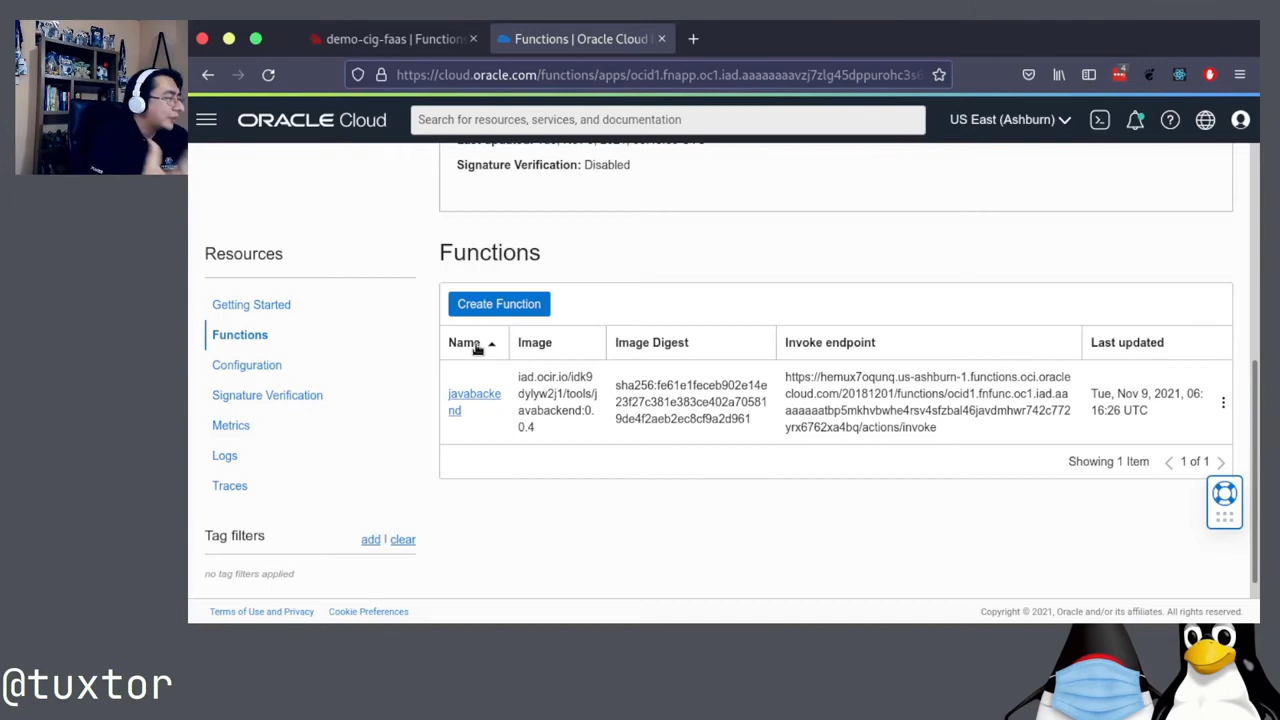 demo-cig-faas | Functions
Functions | Oracle Cloud I
https://cloud.oracle.com/functions/apps/ocid1.fnapp.oc1.iad.aaaaaaaavzj7zlg45dppurohc3s6
4
ORACLE Cloud
Search for resources, services, and documentation
US East (Ashburn)
Signature Verification: Disabled
Resources
Getting Started
Functions
Configuration
Signature Verification
Metrics
Logs
Traces
Tag filters
add | clear
no tag filters applied
Functions
Create Function
Name
Image
Image Digest
Invoke endpoint
Last updated
javabacke
nd
iad.ocir.io/idk9
dylyw2j1/tools/j
avabackend:0.
0.4
sha256:fe61e1feceb902e14e
23f27c381e383ce402a70581
9de4f2aeb2ec8cf9a2d961
https://hemux7oqunq.us-ashburn-1.functions.oci.oracle
cloud.com/20181201/functions/ocid1.fnfunc.oc1.iad.aa
aaaaaatbp5mkhvbwhe4rsv4sfzbal46javdmhwr742c772
yrx6762xa4bq/actions/invoke
Tue, Nov 9, 2021, 06:
16:26 UTC
Showing 1 Item
1 of 1
Terms of Use and Privacy
Cookie Preferences
Copyright © 2021, Oracle and/or its affiliates. All rights reserved.
@tuxtor